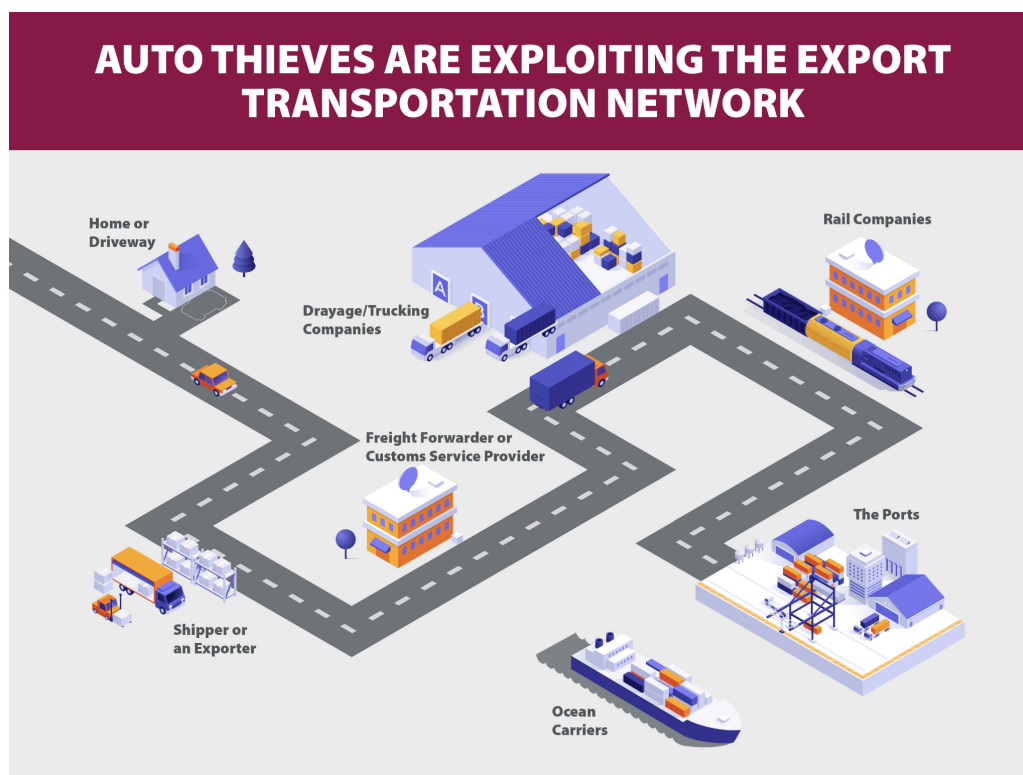 AUTO THIEVES ARE EXPLOITING THE EXPORT
TRANSPORTATION NETWORK
Home or
Driveway
Rail Companies
Drayage/Trucking
Companies
A
Freight Forwarder or
Customs Service Provider
The Ports
Shipper or
an Exporter
Ocean
Carriers